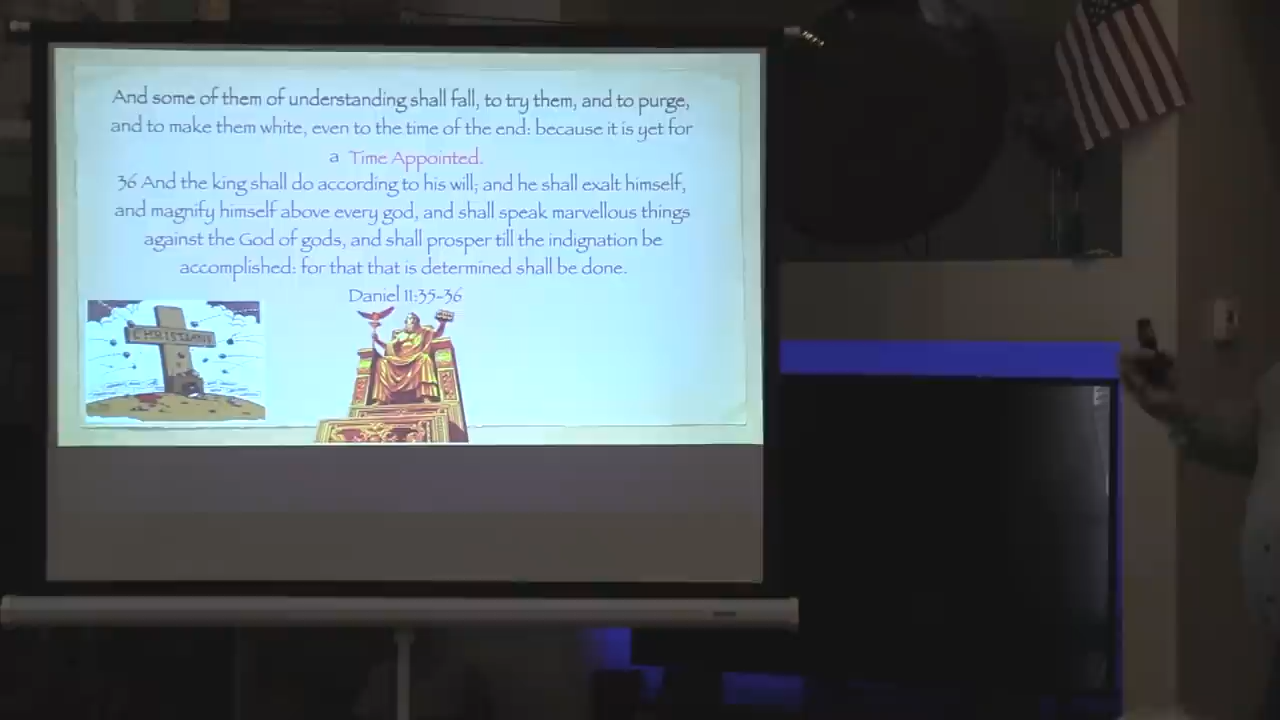 And some of them of understanding shall fall, to try them, and to purge,
and to make them white, even to the time of the end: because it is yet for
a Time Appointed.
36 And the king shall do according to his will; and he shall exalt himself,
and magnify himself above every god, and shall speak marvellous things
against the God of gods, and shall prosper till the indignation be
accomplished: for that that is determined shall be done.
Daniel 11:35-36